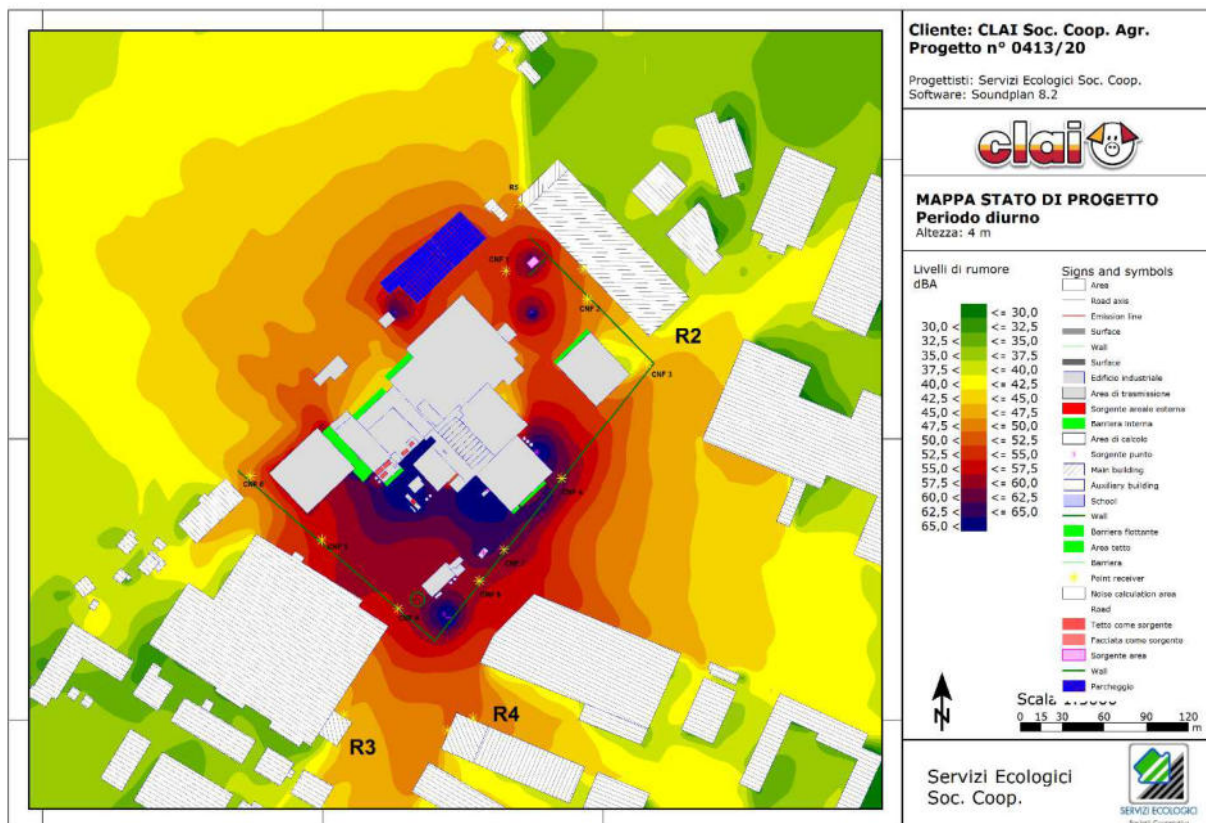 Cliente: CLAI Soc. Coop. Agr.
Progetto n° 0413/20
Progettisti: Servizi Ecologici Soc. Coop.
Software: Soundplan 8.2
clai
MAPPA STATO DI PROGETTO
Periodo diurno
Altezza: 4 m
Livelli di rumore
dBA
<= 30,0
30,0 < <= 32,5
32,5 < <= 35,0
35,0 < <= 37,5
37,5 < <= 40,0
40,0 < <= 42,5
42,5 < <= 45,0
45,0 < <= 47,5
47,5 < <= 50,0
50,0 < <= 52,5
52,5 < <= 55,0
55,0 < <= 57,5
57,5 < <= 60,0
60,0 < <= 62,5
62,5 < <= 65,0
65,0 <
Signs and symbols
Area
Road axis
Emission line
Surface
Wall
Surface
Edificio industriale
Area di trasmissione
Sorgente areale esterna
Barriera interna
Area di calcolo
Sorgente punto
Main building
Auxiliary building
School
Wall
Barriera flottante
Area tetto
Barriera
Point receiver
Noise calculation area
Road
Tetto come sorgente
Facciata come sorgente
Sorgente area
Wall
Parcheggio
N
Scala
0 15 30 60 90 120
m
Servizi Ecologici
Soc. Coop.
SERVIZI ECOLOGICI
R5
CNF 1
CNF 2
R2
CNF 3
R3
R4